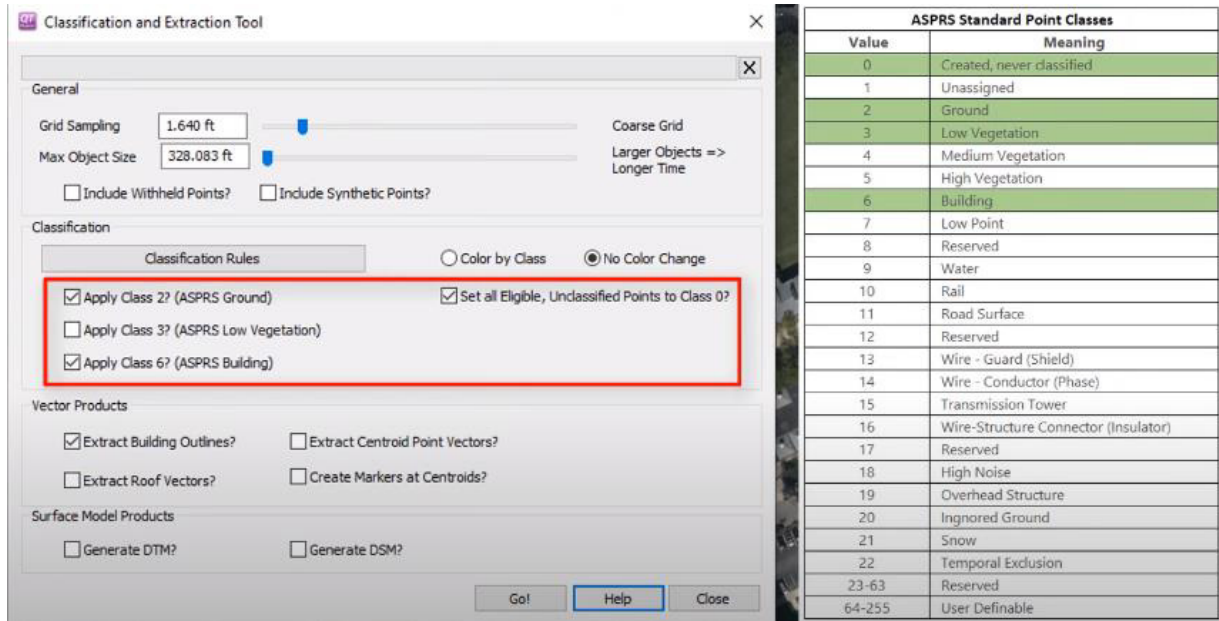 QT Classification and Extraction Tool
General
Grid Sampling 1.640 ft Coarse Grid
Max Object Size 328.083 ft Larger Objects =>
Longer Time
Include Withheld Points? Include Synthetic Points?
Classification
Classification Rules Color by Class No Color Change
Apply Class 2? (ASPRS Ground) Set all Eligible, Unclassified Points to Class 0?
Apply Class 3? (ASPRS Low Vegetation)
Apply Class 6? (ASPRS Building)
Vector Products
Extract Building Outlines? Extract Centroid Point Vectors?
Extract Roof Vectors? Create Markers at Centroids?
Surface Model Products
Generate DTM? Generate DSM?
Go! Help Close
ASPRS Standard Point Classes
Value Meaning
0 Created, never classified
1 Unassigned
2 Ground
3 Low Vegetation
4 Medium Vegetation
5 High Vegetation
6 Building
7 Low Point
8 Reserved
9 Water
10 Rail
11 Road Surface
12 Reserved
13 Wire - Guard (Shield)
14 Wire - Conductor (Phase)
15 Transmission Tower
16 Wire-Structure Connector (Insulator)
17 Reserved
18 High Noise
19 Overhead Structure
20 Ingnored Ground
21 Snow
22 Temporal Exclusion
23-63 Reserved
64-255 User Definable